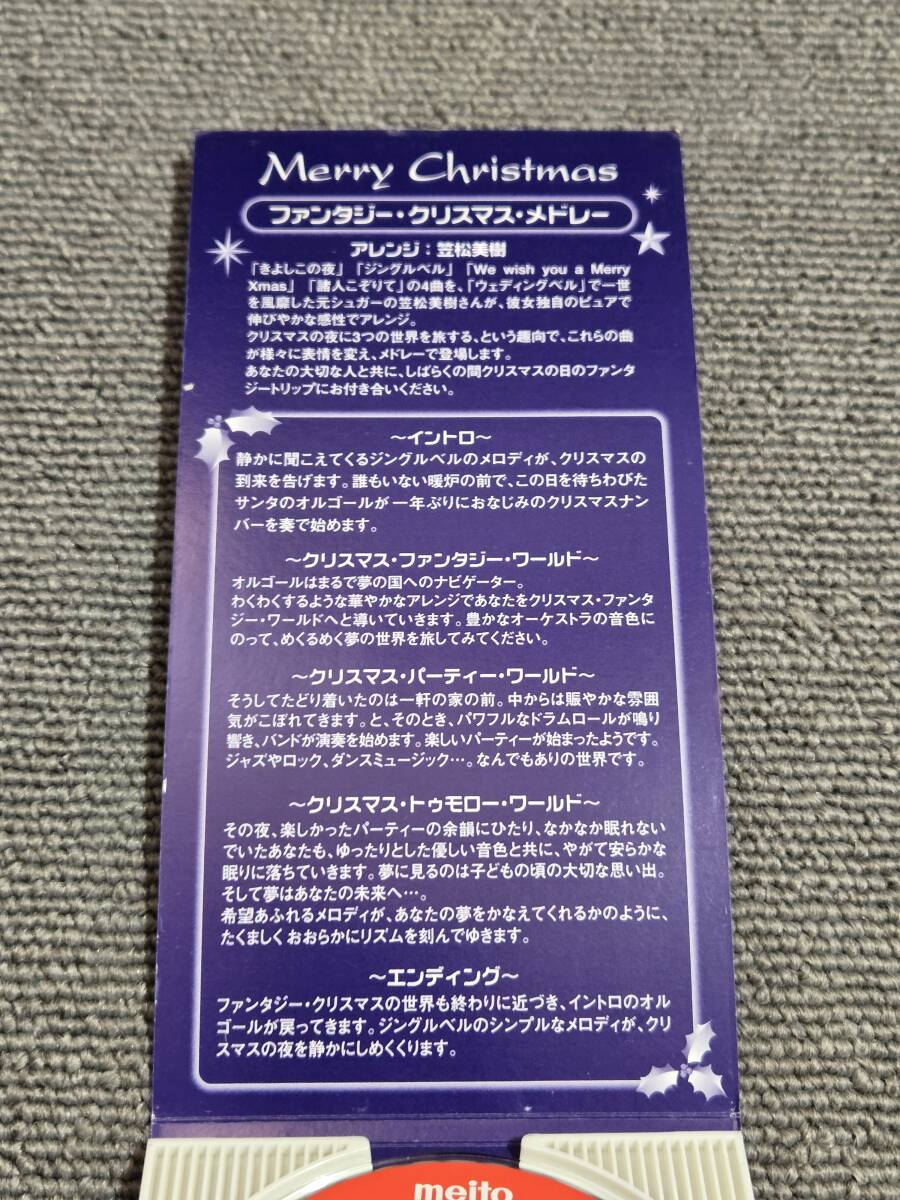 Merry Christmas
ファンタジー・クリスマス・メドレー
アレンジ：笠松美樹
「きよしこの夜」「ジングルベル」「We wish you a Merry
Xmas」「諸人こぞりて」の4曲を、「ウェディングベル」で一世
を風靡した元シュガーの笠松美樹さんが、彼女独自のピュアで
伸びやかな感性でアレンジ。
クリスマスの夜に3つの世界を旅する、という趣向で、これらの曲
が様々に表情を変え、メドレーで登場します。
あなたの大切な人と共に、しばらくの間クリスマスの日のファンタ
ジートリップにお付き合いください。
〜イントロ〜
静かに聞こえてくるジングルベルのメロディが、クリスマスの
到来を告げます。誰もいない暖炉の前で、この日を待ちわびた
サンタのオルゴールが一年ぶりにおなじみのクリスマスナン
バーを奏で始めます。
〜クリスマス・ファンタジー・ワールド〜
オルゴールはまるで夢の国へのナビゲーター。
わくわくするような華やかなアレンジであなたをクリスマス・ファンタ
ジー・ワールドへと導いていきます。豊かなオーケストラの音色に
のって、めくるめく夢の世界を旅してみてください。
〜クリスマス・パーティー・ワールド〜
そうしてたどり着いたのは一軒の家の前。中からは賑やかな雰囲
気がこぼれてきます。と、そのとき、パワフルなドラムロールが鳴り
響き、バンドが演奏を始めます。楽しいパーティーが始まったようです。
ジャズやロック、ダンスミュージック…。なんでもありの世界です。
〜クリスマス・トゥモロー・ワールド〜
その夜、楽しかったパーティーの余韻にひたり、なかなか眠れない
でいたあなたも、ゆったりとした優しい音色と共に、やがて安らかな
眠りに落ちていきます。夢に見るのは子どもの頃の大切な思い出。
そして夢はあなたの未来へ…。
希望あふれるメロディが、あなたの夢をかなえてくれるかのように、
たくましくおおらかにリズムを刻んでゆきます。
〜エンディング〜
ファンタジー・クリスマスの世界も終わりに近づき、イントロのオル
ゴールが戻ってきます。ジングルベルのシンプルなメロディが、クリ
スマスの夜を静かにしめくくります。
meito